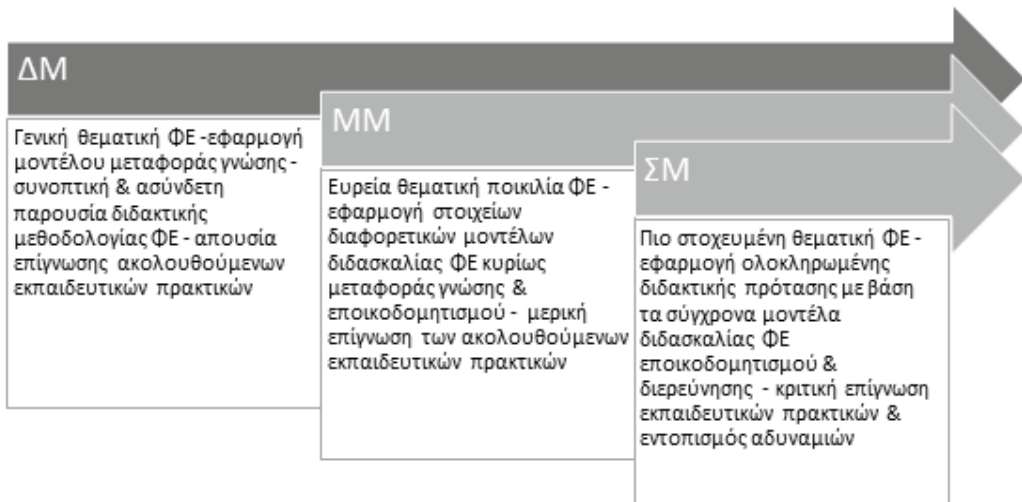 ΔΜ
Γενική θεματική ΦΕ -εφαρμογή
μοντέλου μεταφοράς γνώσης -
συνοπτική & ασύνδετη
παρουσία διδακτικής
μεθοδολογίας ΦΕ - απουσία
επίγνωσης ακολουθούμενων
εκπαιδευτικών πρακτικών
ΜΜ
Ευρεία θεματική ποικιλία ΦΕ -
εφαρμογή στοιχείων
διαφορετικών μοντέλων
διδασκαλίας ΦΕ κυρίως
μεταφοράς γνώσης &
εποικοδομητισμού - μερική
επίγνωση των ακολουθούμενων
εκπαιδευτικών πρακτικών
ΣΜ
Πιο στοχευμένη θεματική ΦΕ -
εφαρμογή ολοκληρωμένης
διδακτικής πρότασης με βάση
τα σύγχρονα μοντέλα
διδασκαλίας ΦΕ
εποικοδομητισμού &
διερεύνησης - κριτική επίγνωση
εκπαιδευτικών πρακτικών &
εντοπισμός αδυναμιών